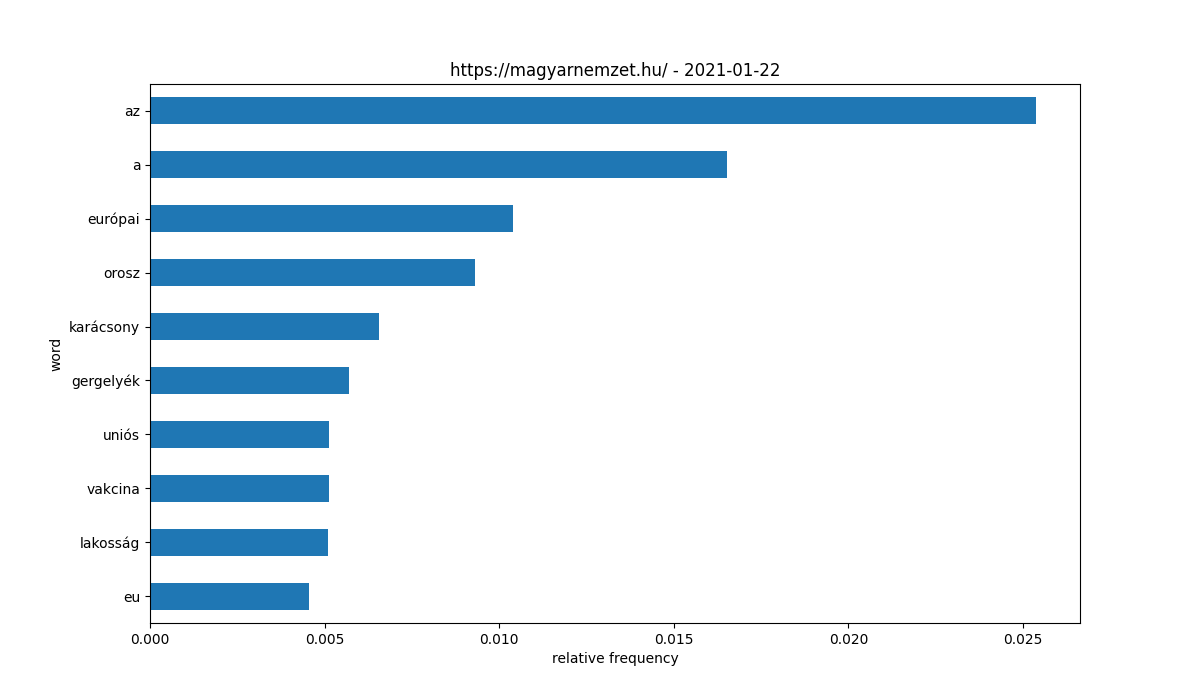 https://magyarnemzet.hu/ - 2021-01-22
az
a
európai
orosz
karácsony
gergelyék
uniós
vakcina
lakosság
eu
word
0.000 0.005 0.010 0.015 0.020 0.025
relative frequency